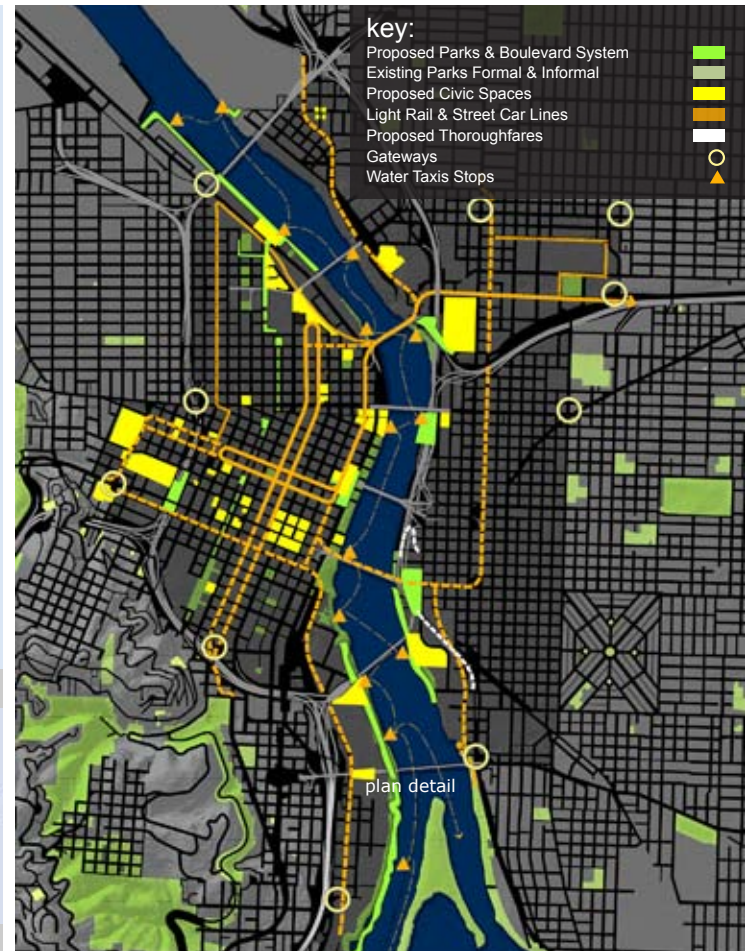 key:
Proposed Parks & Boulevard System
Existing Parks Formal & Informal
Proposed Civic Spaces
Light Rail & Street Car Lines
Proposed Thoroughfares
Gateways
Water Taxis Stops
plan detail